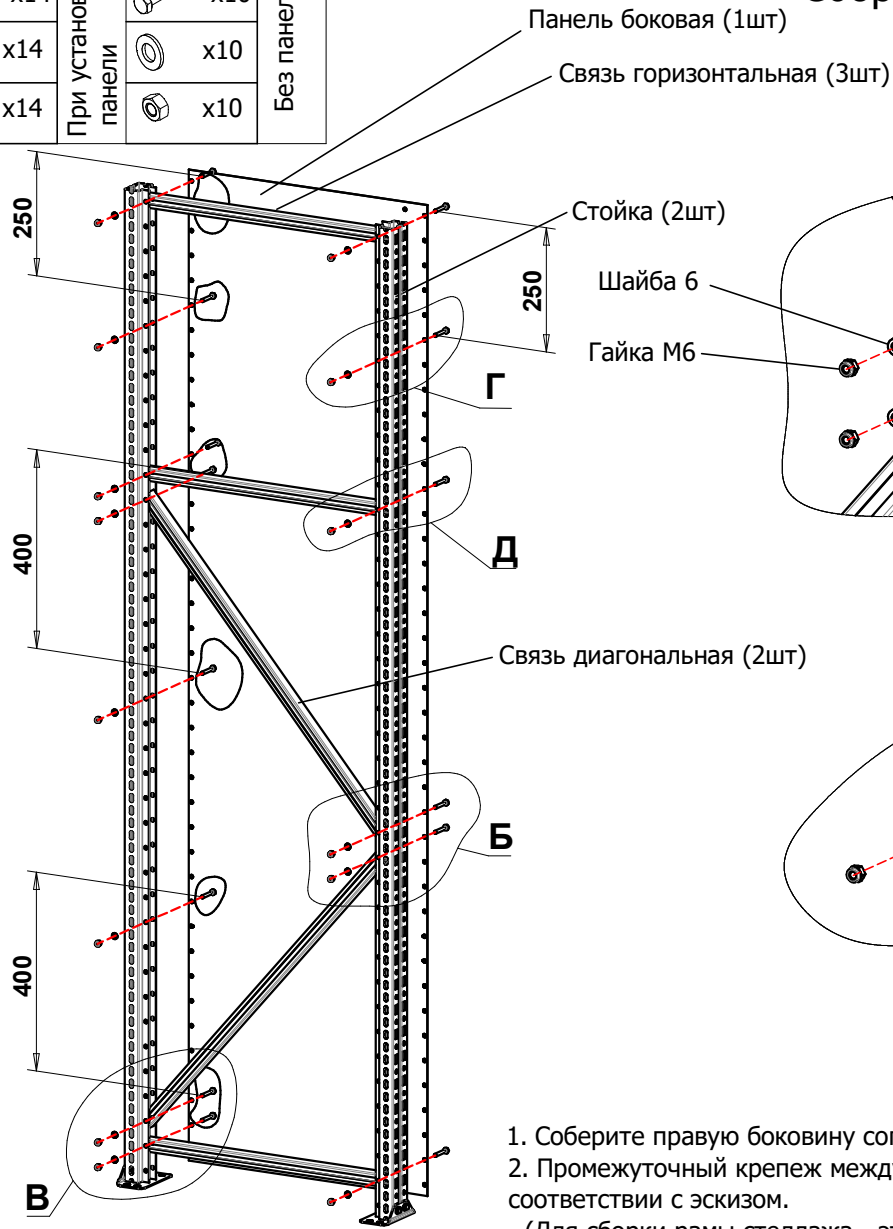 x14
x10
x14
x10
x14
x10
При установ
панели
Без панел
Сбор
Панель боковая (1шт)
Связь горизонтальная (3шт)
Стойка (2шт)
250
250
Шайба 6
Гайка М6
Г
400
Д
Связь диагональная (2шт)
Б
400
В
1. Соберите правую боковину сог
2. Промежуточный крепеж между
соответствии с эскизом.